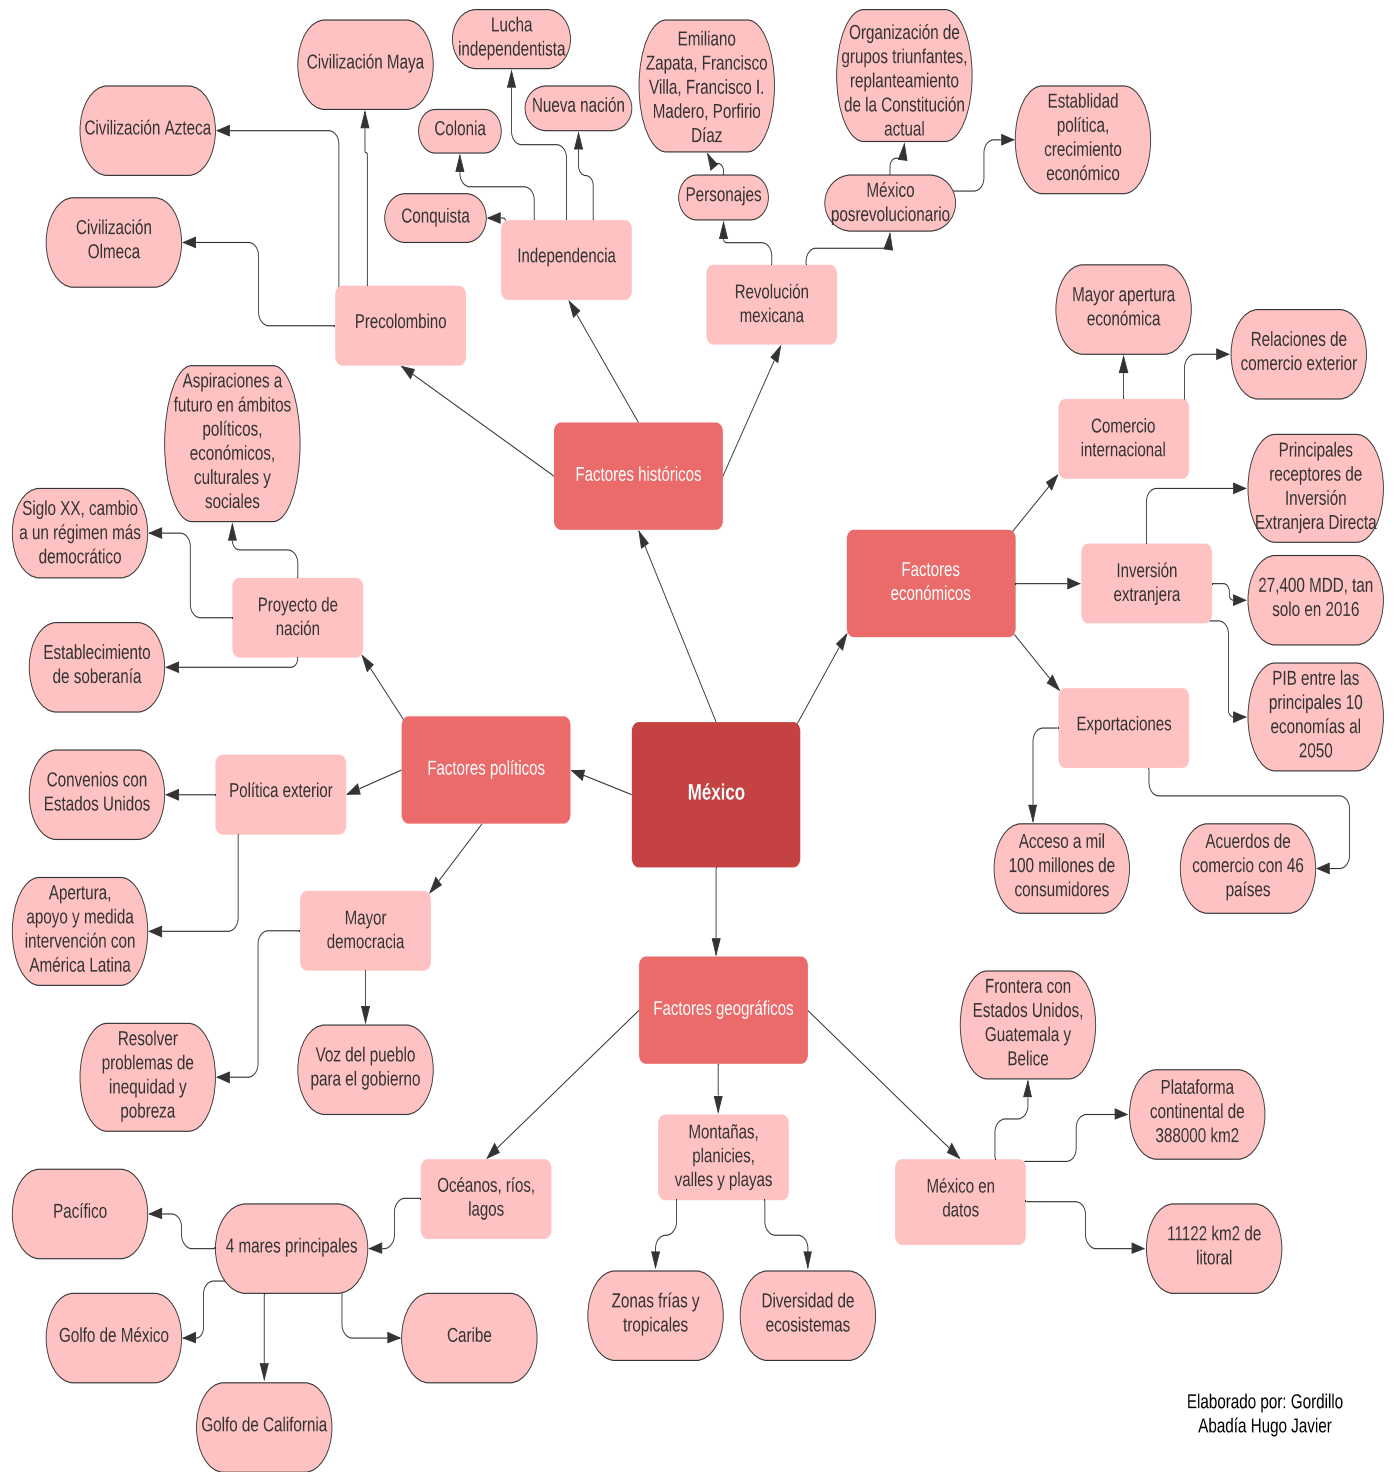 Lucha
independentista
Civilización Maya
Nueva nación
Colonia
Civilización Azteca
Conquista
Civilización
Olmeca
Independencia
Precolombino
Emiliano
Zapata, Francisco
Villa, Francisco I.
Madero, Porfirio
Díaz
Personajes
Organización de
grupos triunfantes,
replanteamiento
de la Constitución
actual
México
posrevolucionario
Establidad
política,
crecimiento
económico
Revolución
mexicana
Factores históricos
Mayor apertura
económica
Relaciones de
comercio exterior
Comercio
internacional
Principales
receptores de
Inversión
Extranjera Directa
Factores
económicos
Inversión
extranjera
27,400 MDD, tan
solo en 2016
PIB entre las
principales 10
economías al
2050
Exportaciones
Acceso a mil
100 millones de
consumidores
Acuerdos de
comercio con 46
países
Aspiraciones a
futuro en ámbitos
políticos,
económicos,
culturales y
sociales
Siglo XX, cambio
a un régimen más
democrático
Proyecto de
nación
Establecimiento
de soberanía
Factores políticos
México
Convenios con
Estados Unidos
Política exterior
Apertura,
apoyo y medida
intervención con
América Latina
Mayor
democracia
Resolver
problemas de
inequidad y
pobreza
Voz del pueblo
para el gobierno
Factores geográficos
Frontera con
Estados Unidos,
Guatemala y
Belice
Plataforma
continental de
388000 km2
México en
datos
11122 km2 de
litoral
Montañas,
planicies,
valles y playas
Zonas frías y
tropicales
Diversidad de
ecosistemas
Océanos, ríos,
lagos
4 mares principales
Pacífico
Golfo de México
Caribe
Golfo de California
Elaborado por: Gordillo
Abadía Hugo Javier